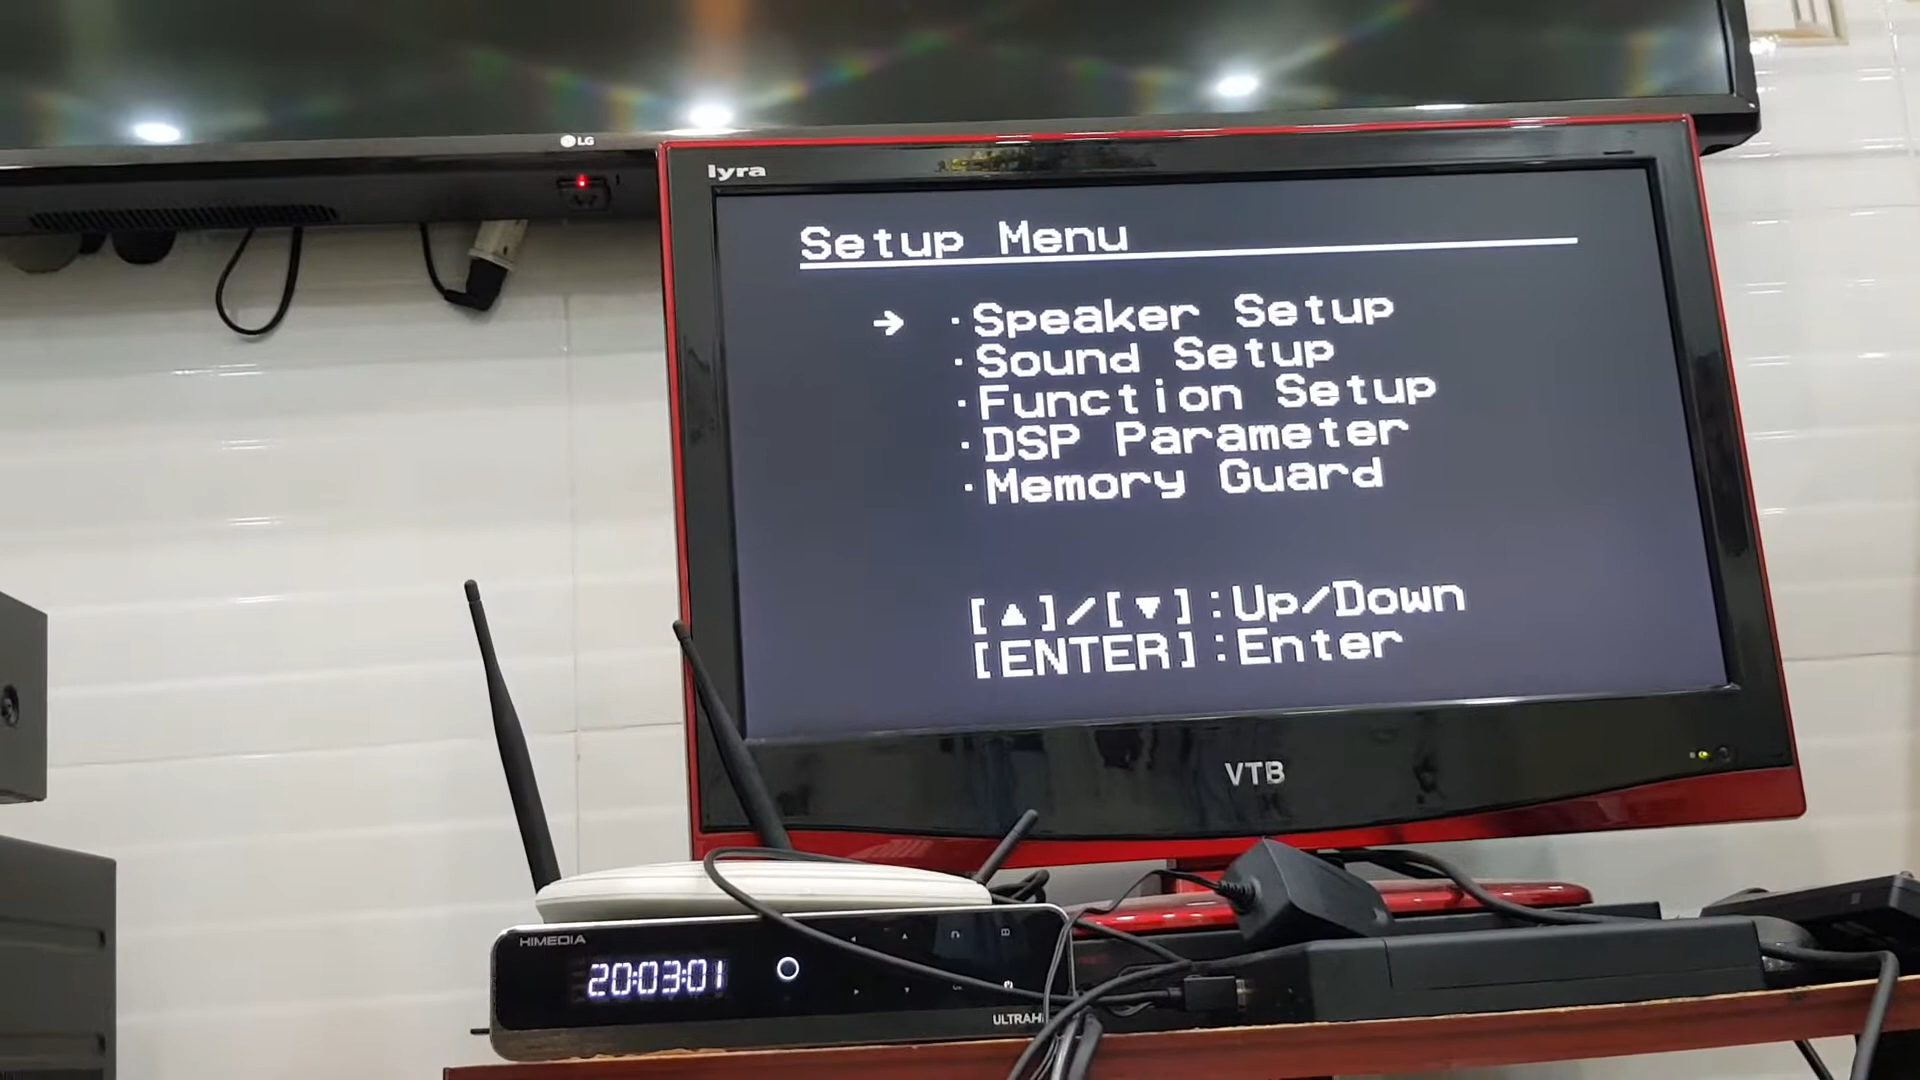 LG
lyra
Setup Menu
→ ·Speaker Setup
·Sound Setup
·Function Setup
·DSP Parameter
·Memory Guard
[▲]/[▼]:Up/Down
[ENTER]:Enter
VTB
HIMEDIA
20:03:01